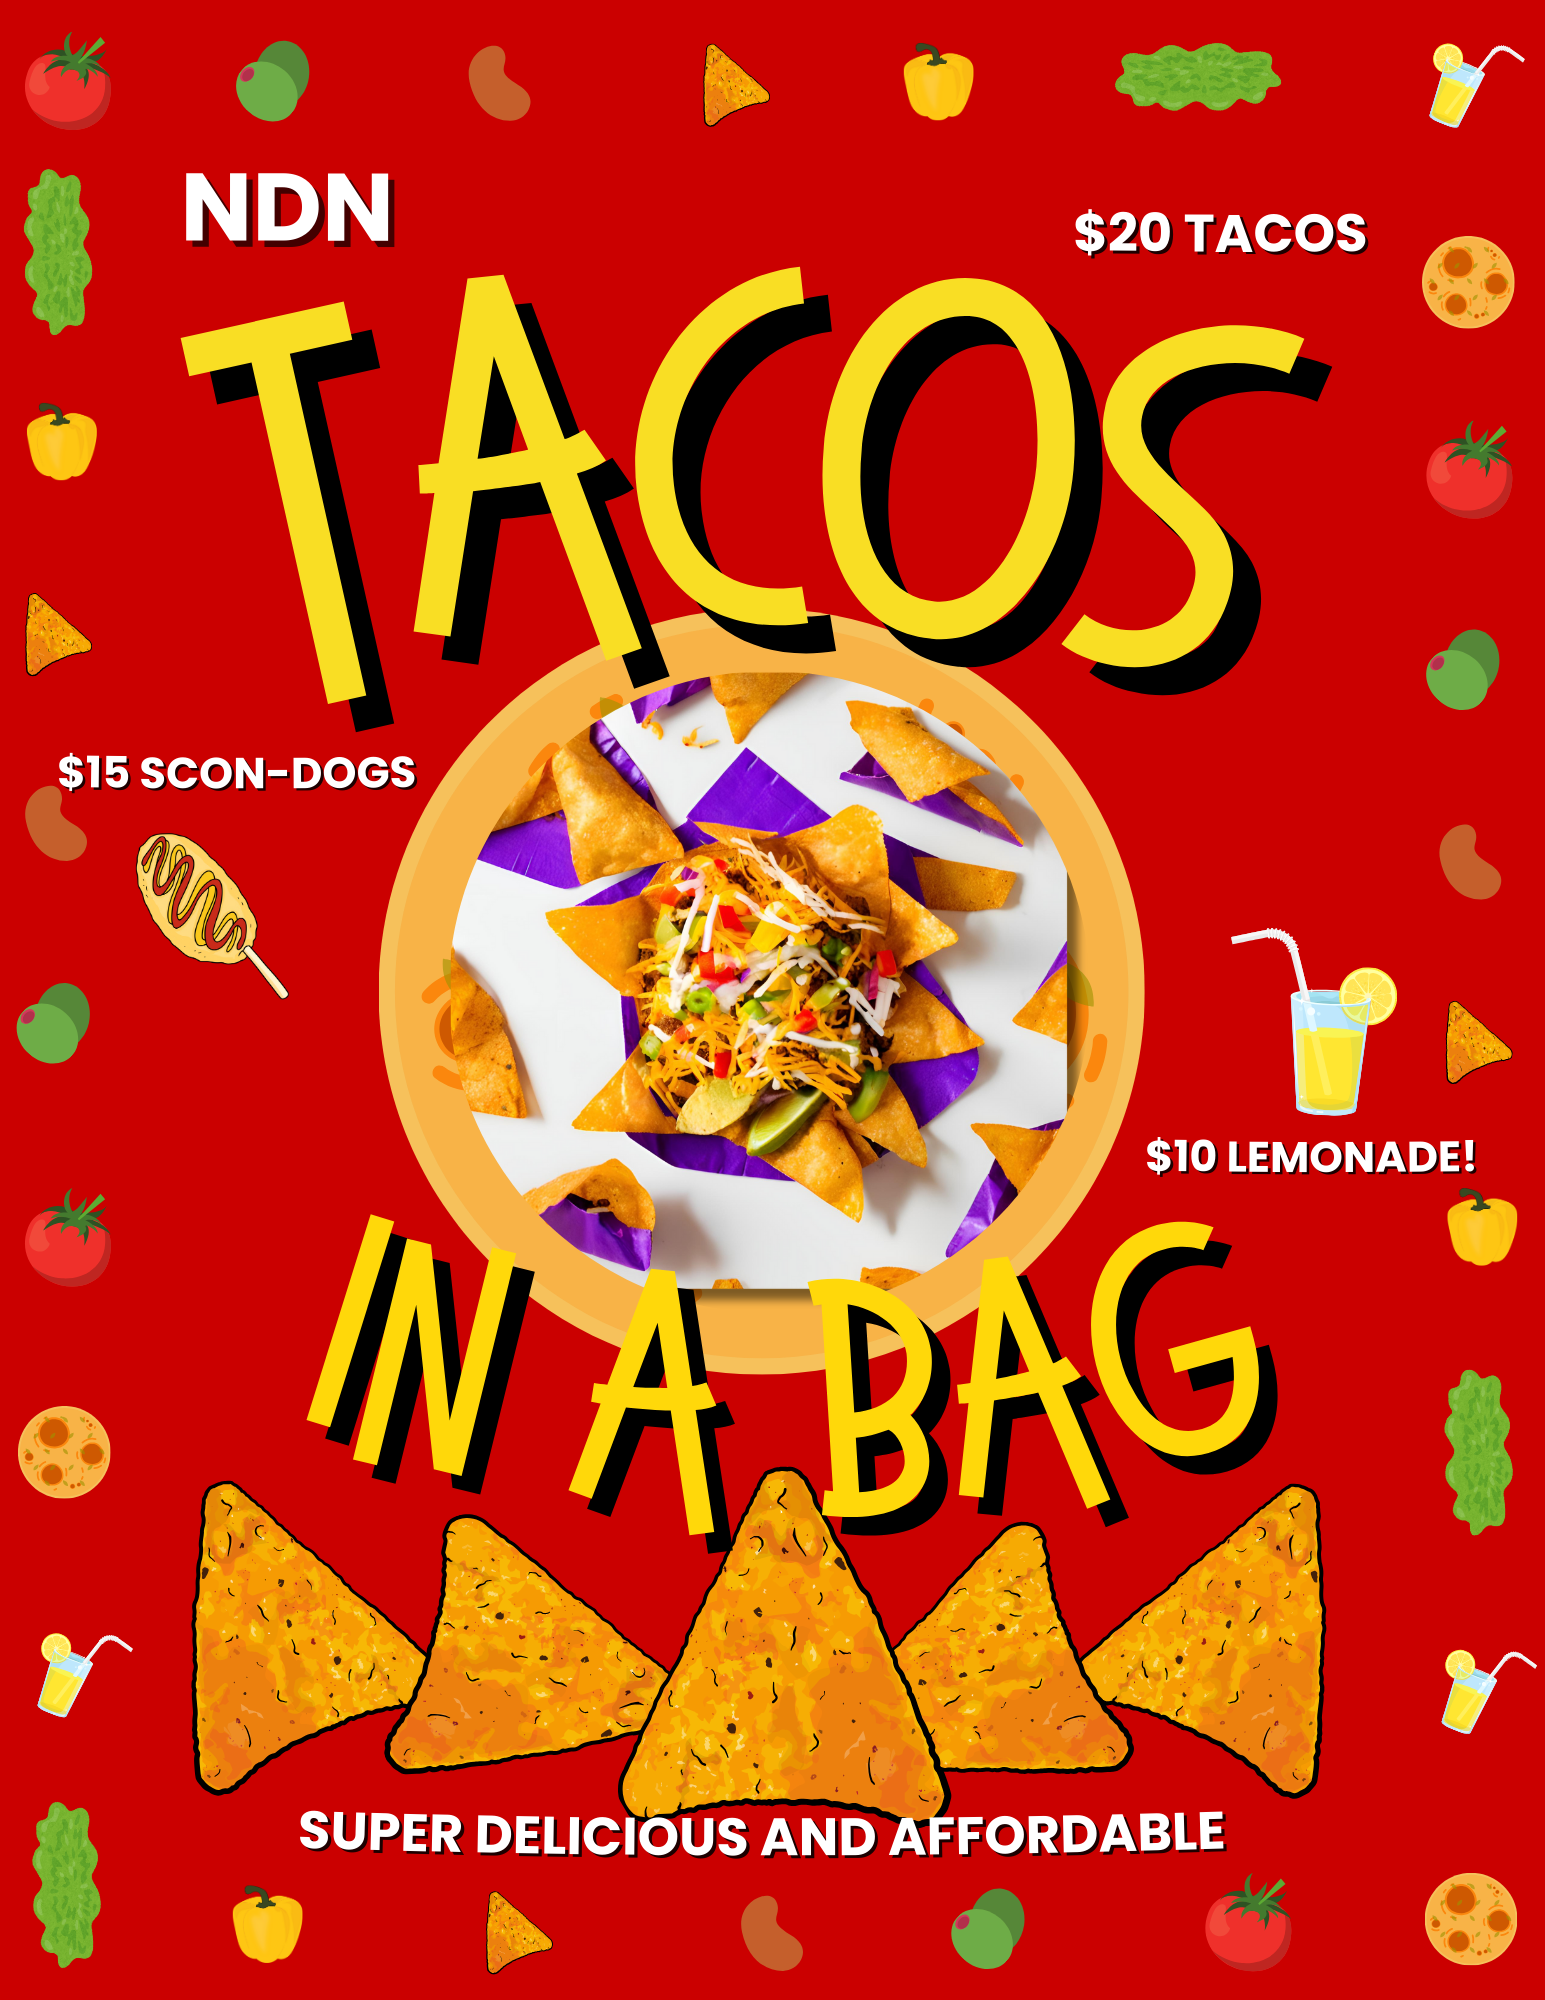 NDN
$20 TACOS
TACOS
$15 SCON-DOGS
$10 LEMONADE!
IN A BAG
SUPER DELICIOUS AND AFFORDABLE